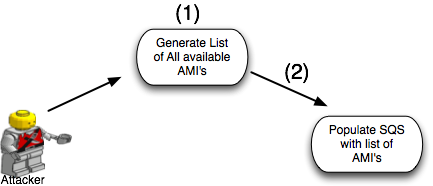 (1)
Generate List
of All available
AMI's
(2)
Populate SQS
with list of
AMI's
Attacker